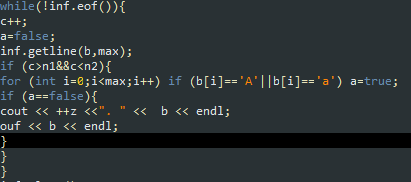 while(!inf.eof()){
c++;
a=false;
inf.getline(b,max);
if (c>n1&&c<n2){
for (int i=0;i<max;i++) if (b[i]=='A'||b[i]=='a') a=true;
if (a==false){
cout << ++z <<". " <<  b << endl;
ouf << b << endl;
}
}
}